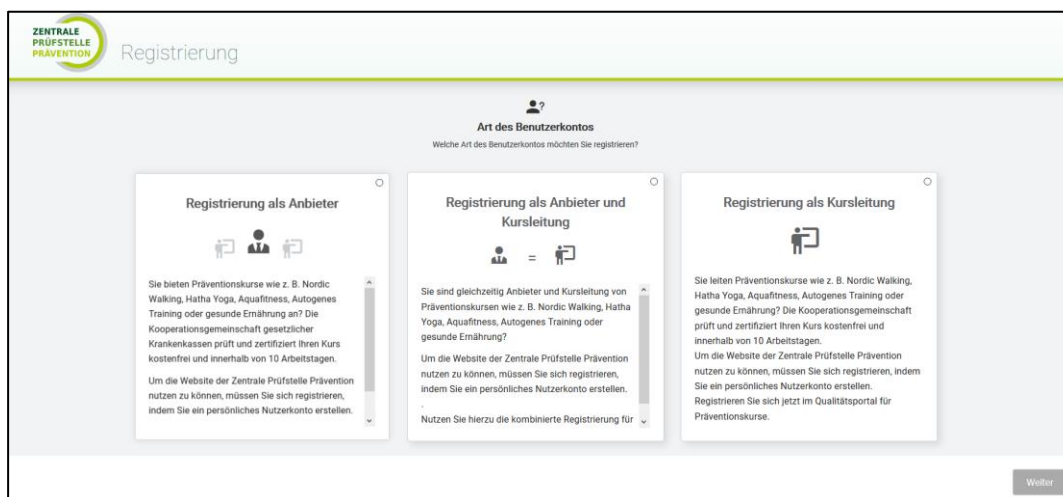 ZENTRALE
PRÜFSTELLE
PRÄVENTION
Registrierung
?
Art des Benutzerkontos
Welche Art des Benutzerkontos möchten Sie registrieren?
Registrierung als Anbieter
Sie bieten Präventionskurse wie z. B. Nordic
Walking, Hatha Yoga, Aquafitness, Autogenes
Training oder gesunde Ernährung an? Die
Kooperationsgemeinschaft gesetzlicher
Krankenkassen prüft und zertifiziert Ihren Kurs
kostenfrei und innerhalb von 10 Arbeitstagen.
Um die Website der Zentrale Prüfstelle Prävention
nutzen zu können, müssen Sie sich registrieren,
indem Sie ein persönliches Nutzerkonto erstellen.
Registrierung als Anbieter und
Kursleitung
=
Sie sind gleichzeitig Anbieter und Kursleitung von
Präventionskursen wie z. B. Nordic Walking, Hatha
Yoga, Aquafitness, Autogenes Training oder
gesunde Ernährung?
Um die Website der Zentrale Prüfstelle Prävention
nutzen zu können, müssen Sie sich registrieren,
indem Sie ein persönliches Nutzerkonto erstellen.
.
Nutzen Sie hierzu die kombinierte Registrierung für
Registrierung als Kursleitung
Sie leiten Präventionskurse wie z. B. Nordic Walking,
Hatha Yoga, Aquafitness, Autogenes Training oder
gesunde Ernährung? Die Kooperationsgemeinschaft
prüft und zertifiziert Ihren Kurs kostenfrei und
innerhalb von 10 Arbeitstagen.
Um die Website der Zentrale Prüfstelle Prävention
nutzen zu können, müssen Sie sich registrieren, indem
Sie ein persönliches Nutzerkonto erstellen.
Registrieren Sie sich jetzt im Qualitätsportal für
Präventionskurse.
Weiter